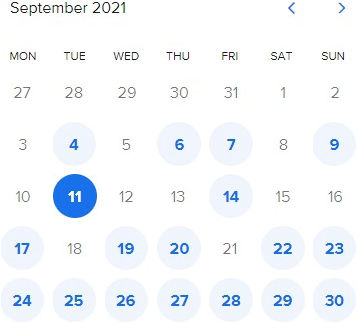 September 2021
MON TUE WED THU FRI SAT SUN
27 28 29 30 31 1 2
3 4 5 6 7 8 9
10 11 12 13 14 15 16
17 18 19 20 21 22 23
24 25 26 27 28 29 30